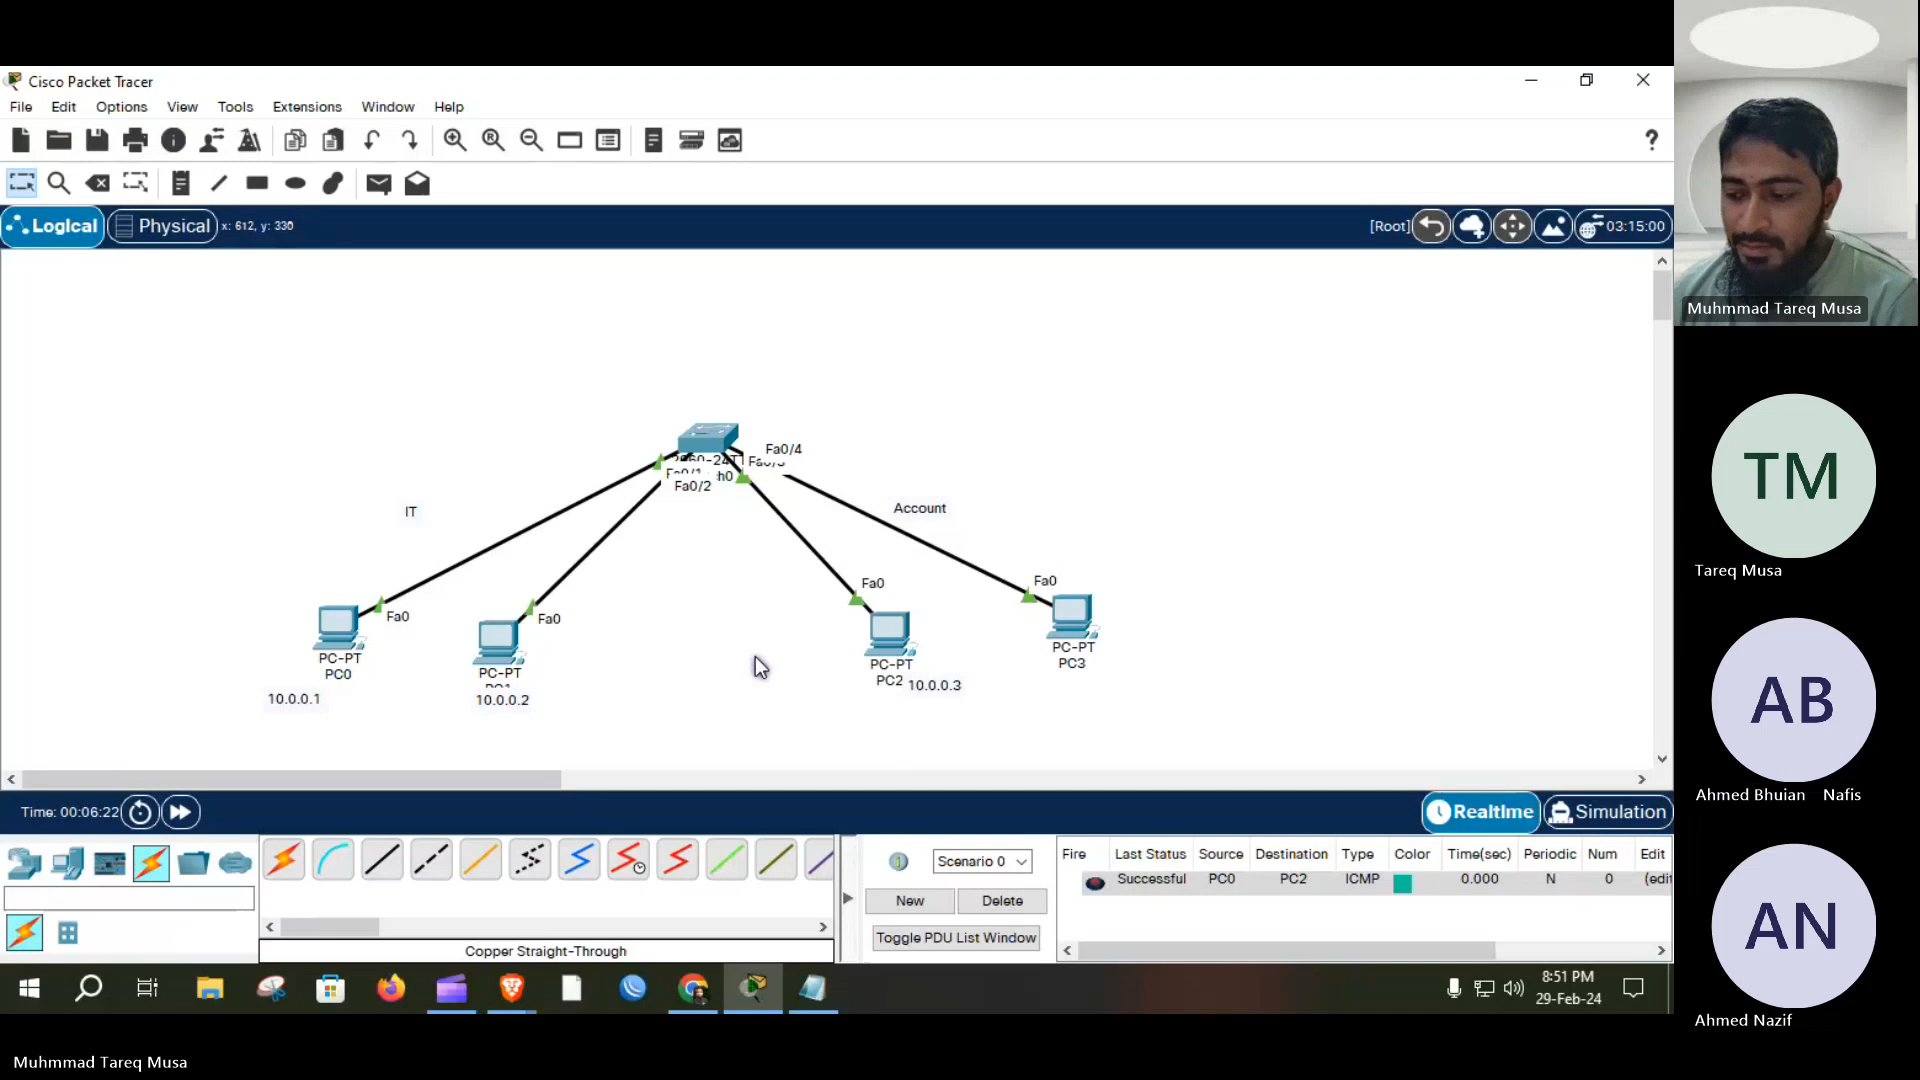 Cisco Packet Tracer
File Edit Options View Tools Extensions Window Help
Logical Physical x: 612, y: 330
[Root] 03:15:00
Muhmmad Tareq Musa
Fa0/4
Fa0/2
IT
Account
Fa0
Fa0
Fa0
Fa0
PC-PT
PC0
PC-PT
PC-PT
PC2
PC-PT
PC3
10.0.0.1
10.0.0.2
10.0.0.3
TM
Tareq Musa
AB
Ahmed Bhuian Nafis
AN
Ahmed Nazif
Time: 00:06:22
Realtime Simulation
Scenario 0
New Delete
Toggle PDU List Window
Fire Last Status Source Destination Type Color Time(sec) Periodic Num Edit
Successful PC0 PC2 ICMP 0.000 N 0 (edit
Copper Straight-Through
8:51 PM
29-Feb-24
Muhmmad Tareq Musa